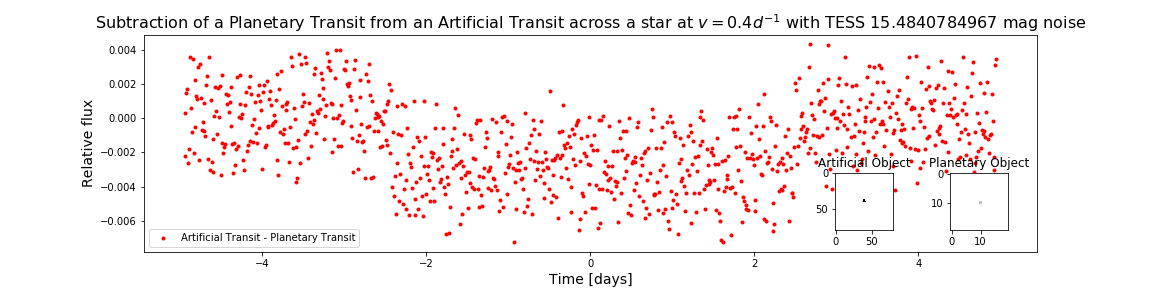 Subtraction of a Planetary Transit from an Artificial Transit across a star at v = 0.4d⁻¹ with TESS 15.4840784967 mag noise
Relative flux
0.004
0.002
0.000
−0.002
−0.004
−0.006
Artificial Transit - Planetary Transit
Artificial Object
0
50
0 50
Planetary Object
0
10
0 10
−4 −2 0 2 4
Time [days]